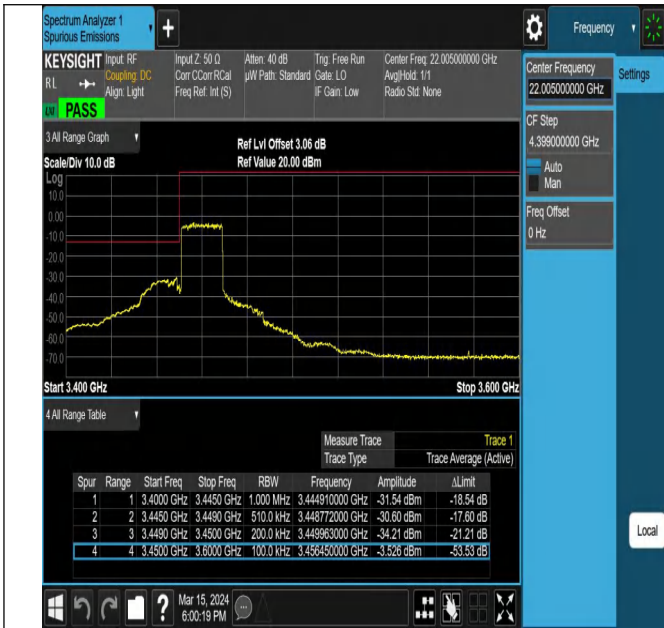 Spectrum Analyzer 1
Spurious Emissions
Frequency
KEYSIGHT Input: RF Input Z: 50 Ω Atten: 40 dB Trig: Free Run Center Freq: 22.005000000 GHz
RL Coupling: DC Corr CCorr RCal µW Path: Standard Gate: LO Avg|Hold: 1/1
Align: Light Freq Ref: Int (S) IF Gain: Low Radio Std: None
LXI PASS
Center Frequency
22.005000000 GHz
Settings
CF Step
4.399000000 GHz
Auto
Man
Freq Offset
0 Hz
3 All Range Graph
Ref Lvl Offset 3.06 dB
Scale/Div 10.0 dB Ref Value 20.00 dBm
Log
10.0
0.00
-10.0
-20.0
-30.0
-40.0
-50.0
-60.0
-70.0
Start 3.400 GHz Stop 3.600 GHz
4 All Range Table
Measure Trace Trace 1
Trace Type Trace Average (Active)
Spur Range Start Freq Stop Freq RBW Frequency Amplitude ΔLimit
1 1 3.4000 GHz 3.4450 GHz 1.000 MHz 3.444910000 GHz -31.54 dBm -18.54 dB
2 2 3.4450 GHz 3.4490 GHz 510.0 kHz 3.448772000 GHz -30.60 dBm -17.60 dB
3 3 3.4490 GHz 3.4500 GHz 200.0 kHz 3.449963000 GHz -34.21 dBm -21.21 dB
4 4 3.4500 GHz 3.6000 GHz 100.0 kHz 3.456450000 GHz -3.526 dBm -53.53 dB
Local
Mar 15, 2024
6:00:19 PM